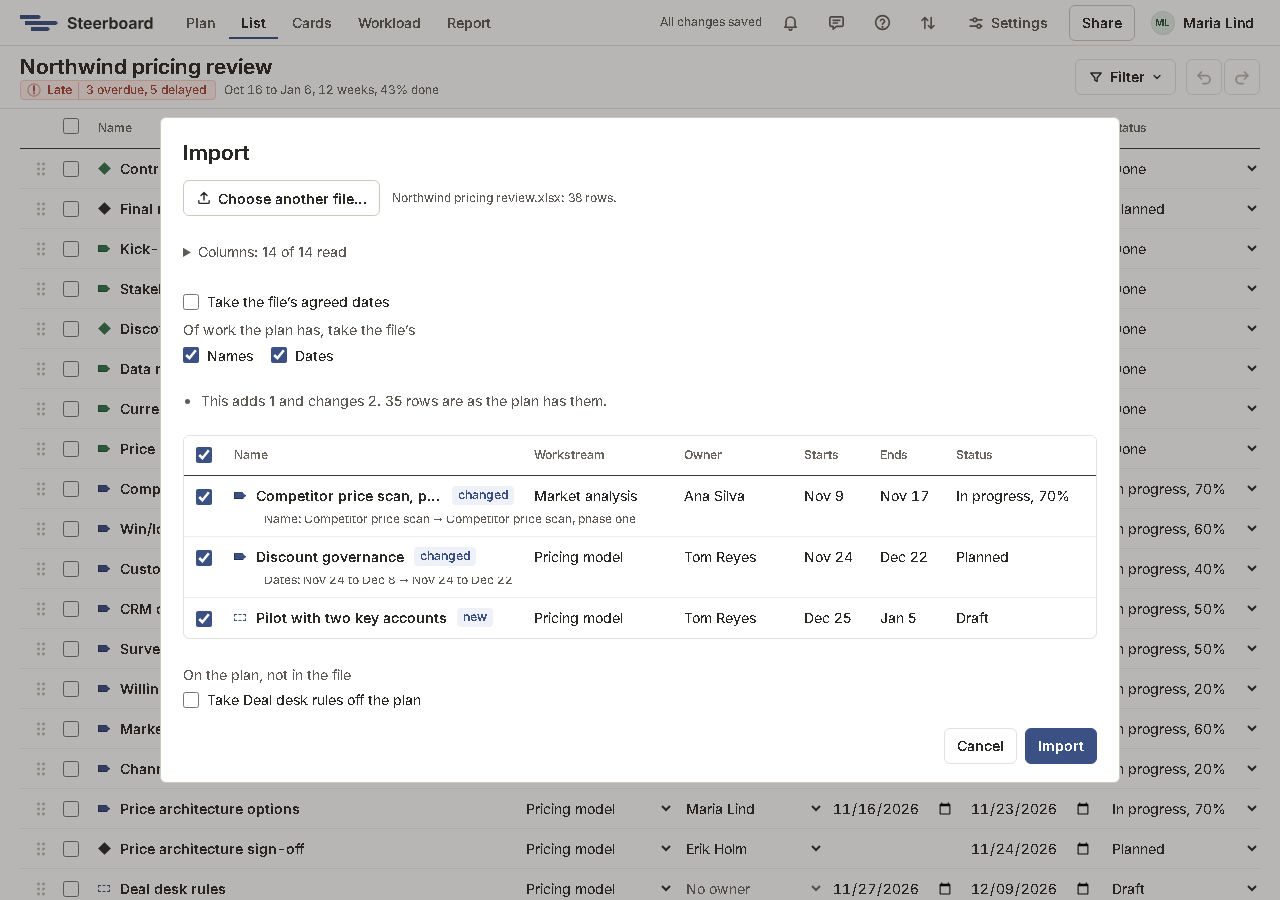 Steerboard
Plan
List
Cards
Workload
Report
All changes saved
Settings
Share
ML
Maria Lind
Northwind pricing review
Late
3 overdue, 5 delayed
Oct 16 to Jan 6, 12 weeks, 43% done
Filter
Name
Import
Choose another file...
Northwind pricing review.xlsx: 38 rows.
Columns: 14 of 14 read
Take the file's agreed dates
Of work the plan has, take the file's
Names
Dates
This adds 1 and changes 2. 35 rows are as the plan has them.
Name Workstream Owner Starts Ends Status
Competitor price scan, p... changed Market analysis Ana Silva Nov 9 Nov 17 In progress, 70%
Name: Competitor price scan → Competitor price scan, phase one
Discount governance changed Pricing model Tom Reyes Nov 24 Dec 22 Planned
Dates: Nov 24 to Dec 8 → Nov 24 to Dec 22
Pilot with two key accounts new Pricing model Tom Reyes Dec 25 Jan 5 Draft
On the plan, not in the file
Take Deal desk rules off the plan
Cancel
Import
Price architecture options Pricing model Maria Lind 11/16/2026 11/23/2026 In progress, 70%
Price architecture sign-off Pricing model Erik Holm 11/24/2026 Planned
Deal desk rules Pricing model No owner 11/27/2026 12/09/2026 Draft